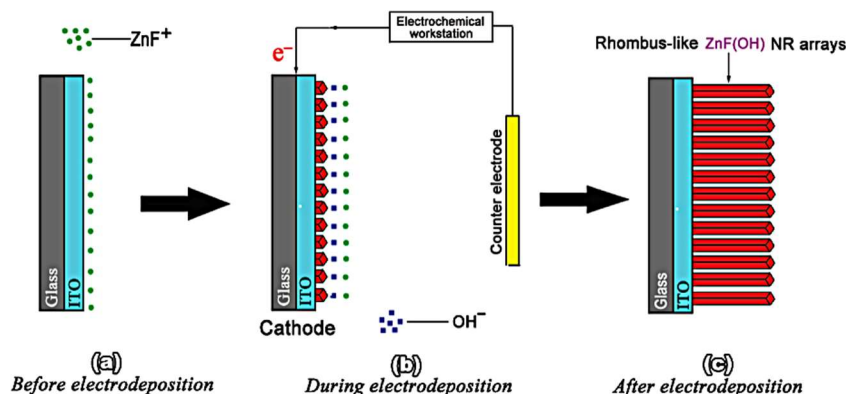 ZnF⁺
Glass
ITO
(a)
Before electrodeposition
Electrochemical
workstation
e⁻
Counter electrode
Glass
ITO
Cathode
OH⁻
(b)
During electrodeposition
Rhombus-like ZnF(OH) NR arrays
Glass
ITO
(c)
After electrodeposition